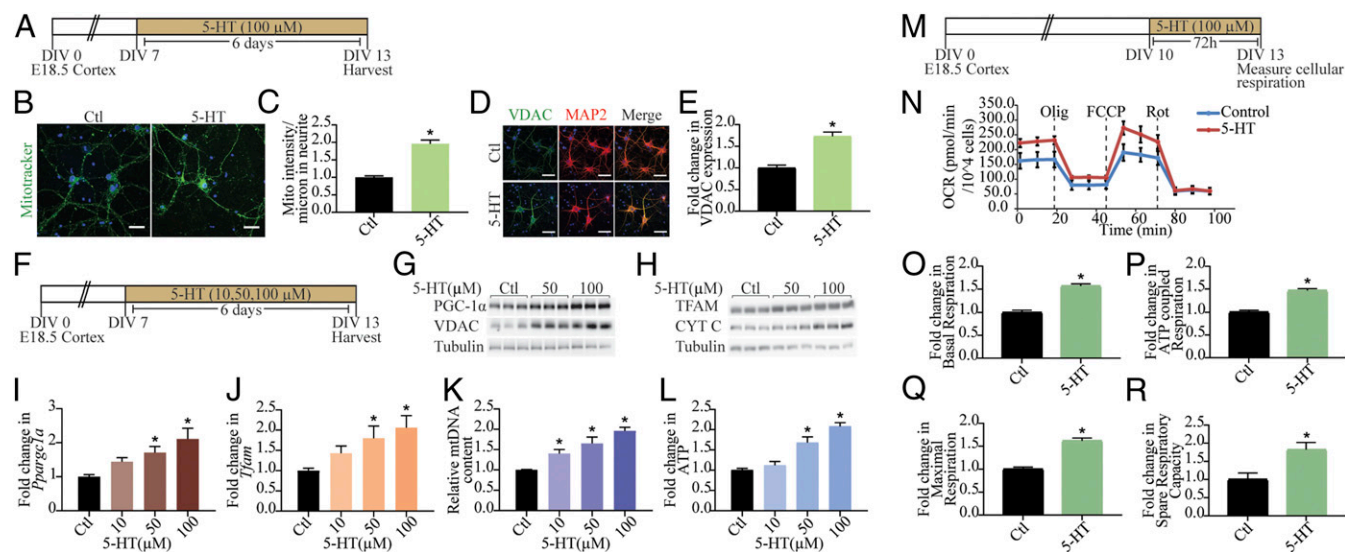 A
5-HT (100 µM)
6 days
DIV 0
DIV 7
DIV 13
E18.5 Cortex
Harvest
B
Ctl
5-HT
Mitotracker
C
Mito intensity/
micron in neurite
2.5
2.0
1.5
1.0
0.5
0.0
*
Ctl
5-HT
D
VDAC
MAP2
Merge
Ctl
5-HT
E
Fold change in
VDAC expression
2.0
1.5
1.0
0.5
0.0
*
Ctl
5-HT
F
5-HT (10,50,100 µM)
6 days
DIV 0
DIV 7
DIV 13
E18.5 Cortex
Harvest
G
5-HT(µM)
Ctl
50
100
PGC-1α
VDAC
Tubulin
H
5-HT(µM)
Ctl
50
100
TFAM
CYT C
Tubulin
I
Fold change in
Ppargc1a
3
2
1
0
*
*
Ctl
10
50
100
5-HT(µM)
J
Fold change in
Tfam
2.5
2.0
1.5
1.0
0.5
0.0
*
*
Ctl
10
50
100
5-HT(µM)
K
Relative mtDNA
content
2.5
2.0
1.5
1.0
0.5
0.0
*
*
*
Ctl
10
50
100
5-HT(µM)
L
Fold change in
ATP
2.5
2.0
1.5
1.0
0.5
0.0
*
*
Ctl
10
50
100
5-HT(µM)
M
5-HT (100 µM)
72h
DIV 0
DIV 10
DIV 13
E18.5 Cortex
Measure cellular
respiration
N
OCR (pmol/min
/10^4 cells)
350.0
250.0
200.0
150.0
100.0
50.0
0.0
Olig
FCCP
Rot
Control
5-HT
0
20
40
60
80
100
Time (min)
O
Fold change in
Basal Respiration
2.0
1.5
1.0
0.5
0.0
*
Ctl
5-HT
P
Fold change in
ATP coupled
Respiration
2.0
1.5
1.0
0.5
0.0
*
Ctl
5-HT
Q
Fold change in
Maximal
Respiration
2.0
1.5
1.0
0.5
0.0
*
Ctl
5-HT
R
Fold change in
Spare Respiratory
Capacity
2.5
2.0
1.5
1.0
0.5
0.0
*
Ctl
5-HT